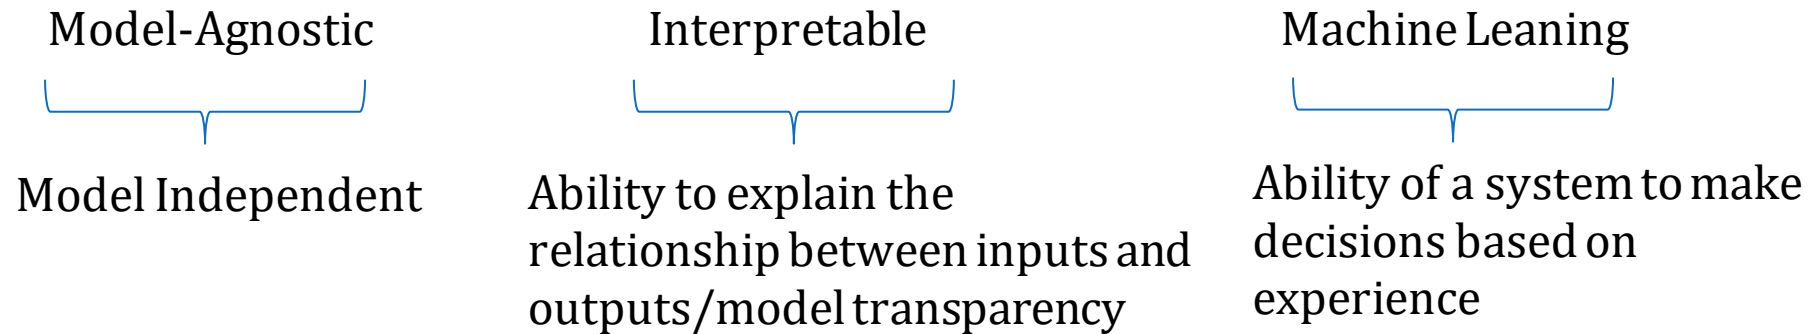 Model-Agnostic
Interpretable
Machine Leaning
Model Independent
Ability to explain the
relationship between inputs and
outputs/model transparency
Ability of a system to make
decisions based on
experience